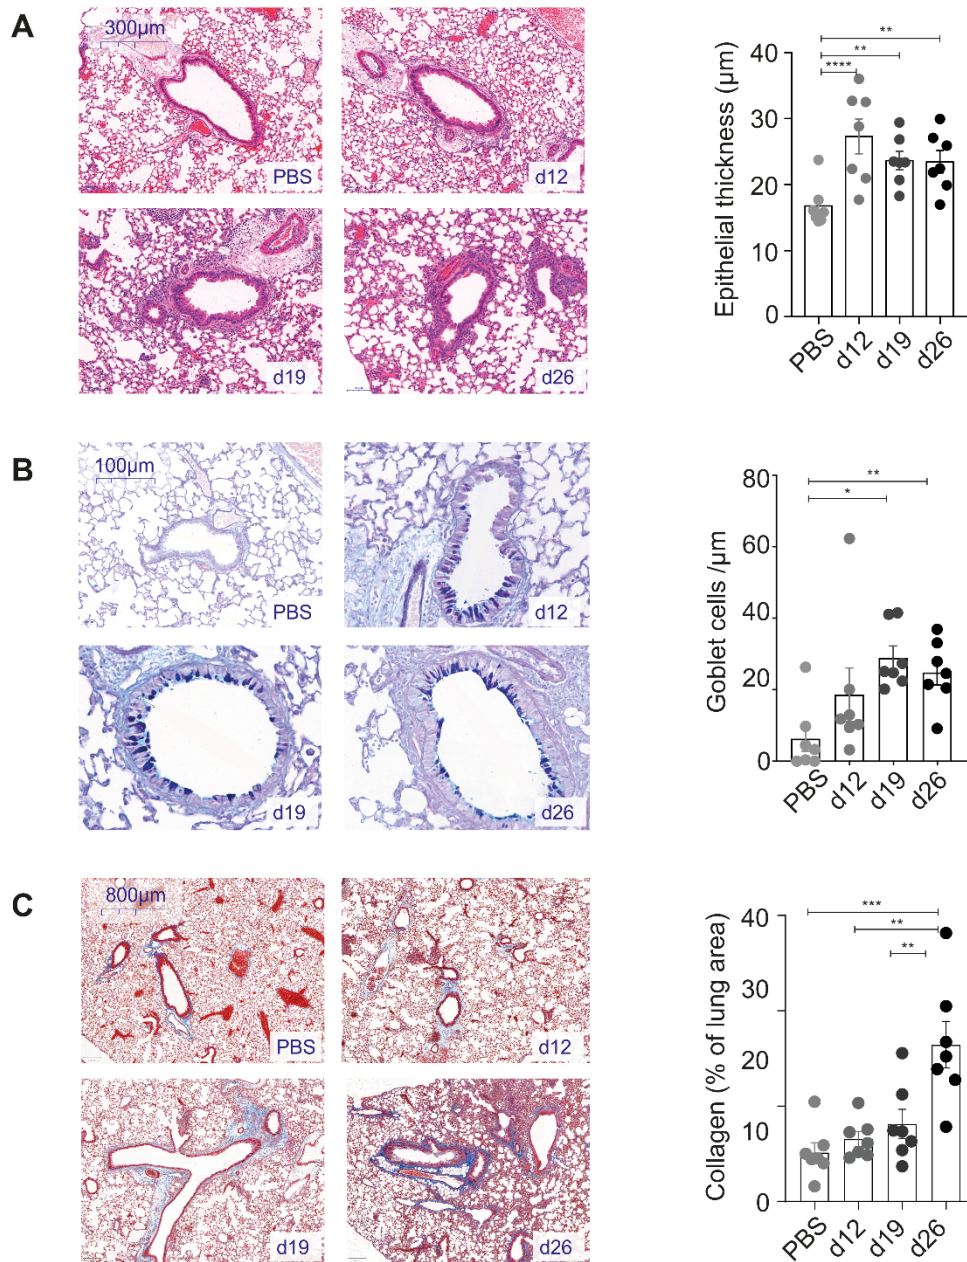 A
300µm
PBS
d12
d19
d26
Epithelial thickness (µm)
40
30
20
10
0
**
**
****
PBS
d12
d19
d26
B
100µm
PBS
d12
d19
d26
Goblet cells /µm
80
60
40
20
0
**
*
PBS
d12
d19
d26
C
800µm
PBS
d12
d19
d26
Collagen (% of lung area)
40
30
20
10
0
***
**
**
PBS
d12
d19
d26